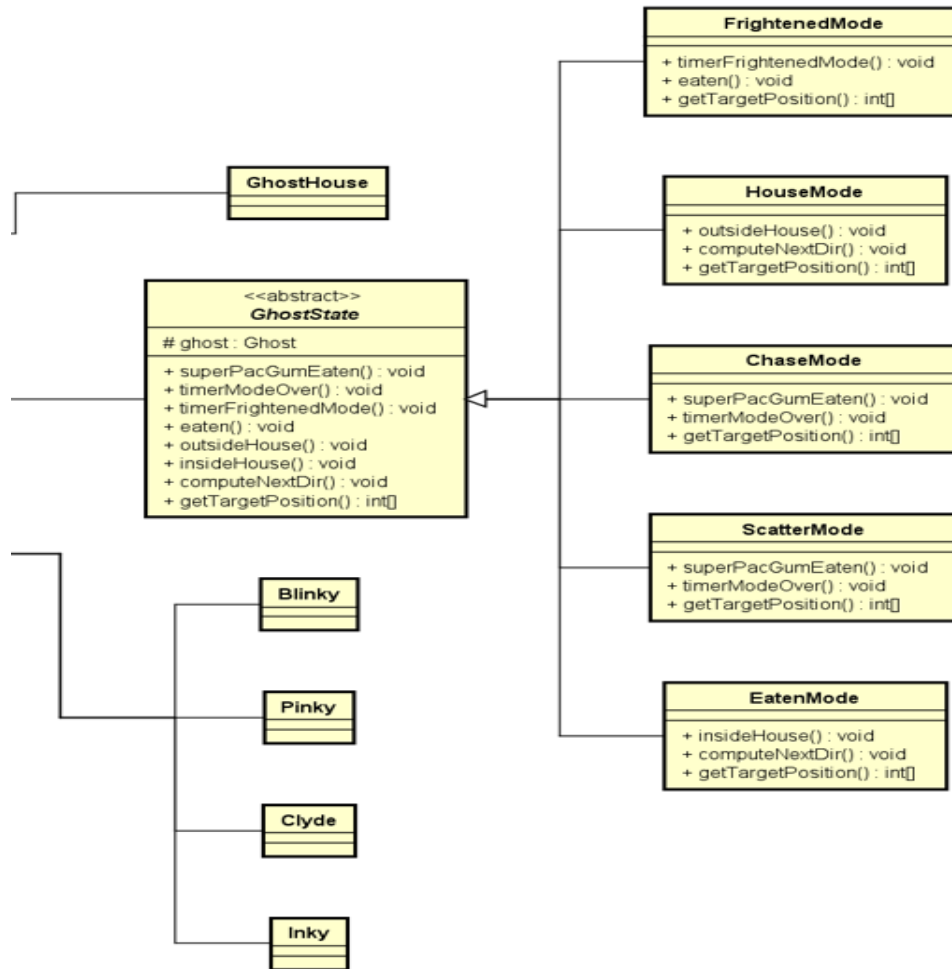 FrightenedMode
+ timerFrightenedMode() : void
+ eaten() : void
+ getTargetPosition() : int[]
GhostHouse
HouseMode
+ outsideHouse() : void
+ computeNextDir() : void
+ getTargetPosition() : int[]
<<abstract>>
GhostState
# ghost : Ghost
+ superPacGumEaten() : void
+ timerModeOver() : void
+ timerFrightenedMode() : void
+ eaten() : void
+ outsideHouse() : void
+ insideHouse() : void
+ computeNextDir() : void
+ getTargetPosition() : int[]
ChaseMode
+ superPacGumEaten() : void
+ timerModeOver() : void
+ getTargetPosition() : int[]
ScatterMode
+ superPacGumEaten() : void
+ timerModeOver() : void
+ getTargetPosition() : int[]
Blinky
Pinky
Clyde
Inky
EatenMode
+ insideHouse() : void
+ computeNextDir() : void
+ getTargetPosition() : int[]